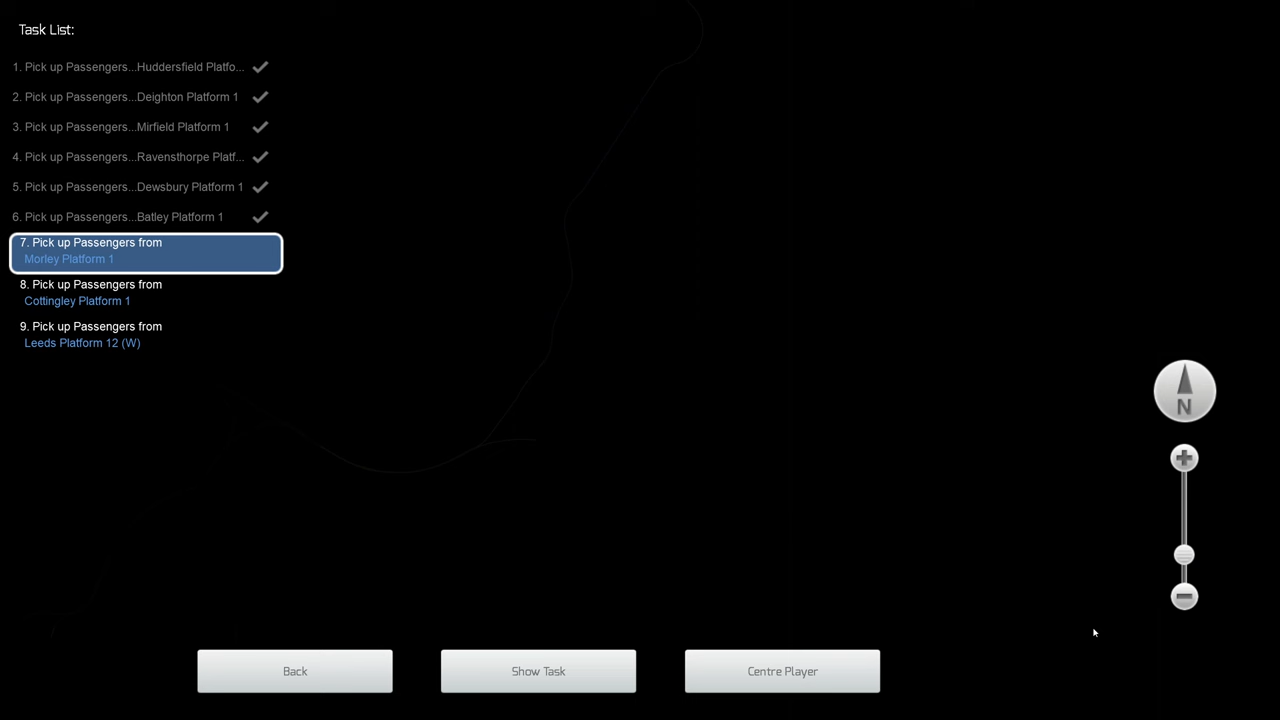 Task List:
1. Pick up Passengers...Huddersfield Platfo...
2. Pick up Passengers...Deighton Platform 1
3. Pick up Passengers...Mirfield Platform 1
4. Pick up Passengers...Ravensthorpe Platf...
5. Pick up Passengers...Dewsbury Platform 1
6. Pick up Passengers...Batley Platform 1
7. Pick up Passengers from
Morley Platform 1
8. Pick up Passengers from
Cottingley Platform 1
9. Pick up Passengers from
Leeds Platform 12 (W)
N
Back
Show Task
Centre Player